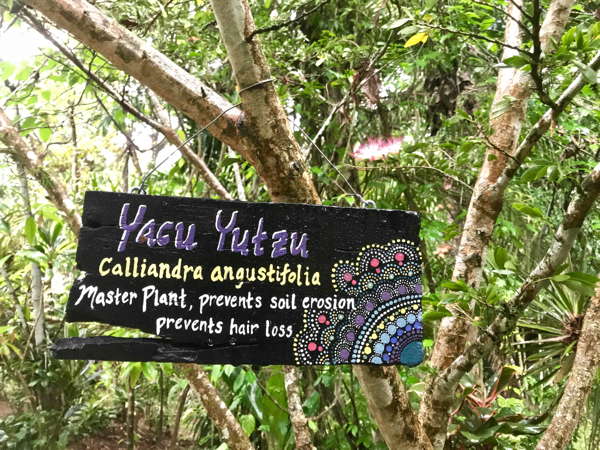 Yacu Yutzu
Calliandra angustifolia
Master Plant, prevents soil erosion
prevents hair loss